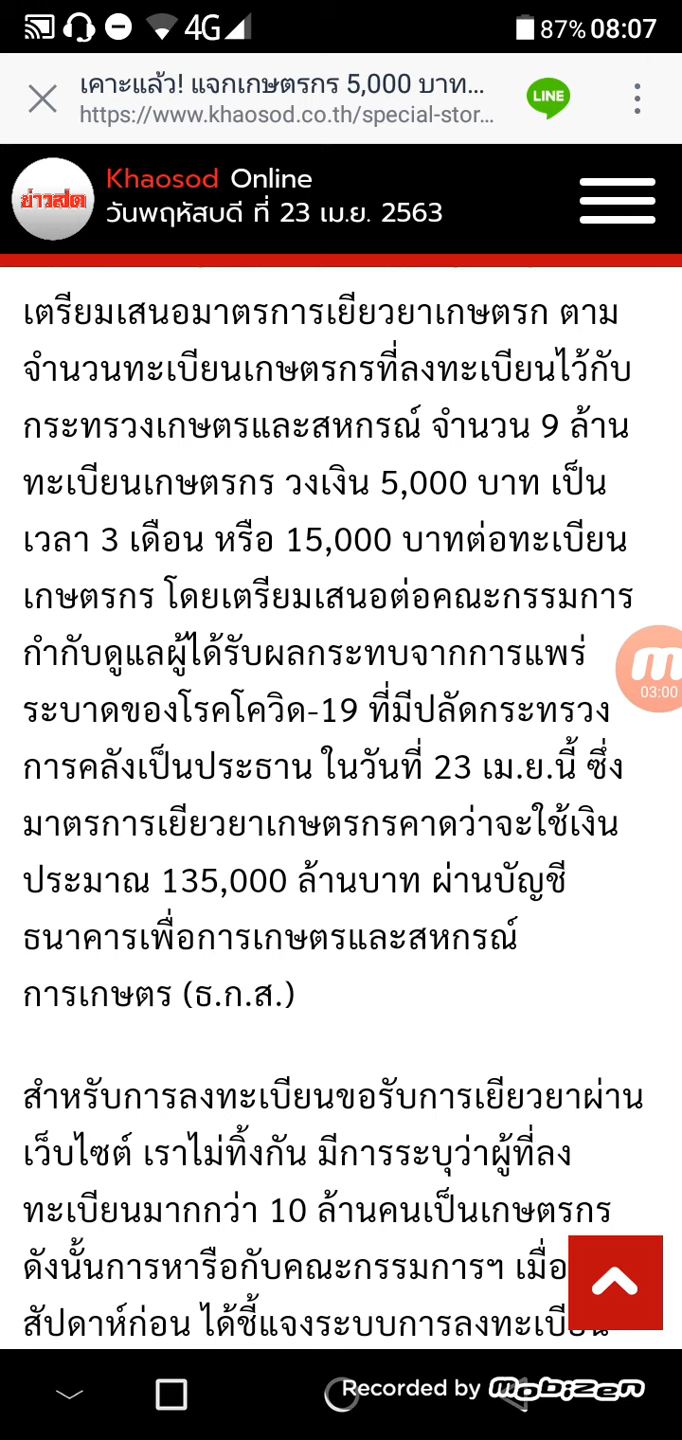 4G 87% 08:07
เคาะแล้ว! แจกเกษตรกร 5,000 บาท...
https://www.khaosod.co.th/special-stor...
LINE
ข่าวสด
Khaosod Online
วันพฤหัสบดี ที่ 23 เม.ย. 2563
เตรียมเสนอมาตรการเยียวยาเกษตรก ตาม
จำนวนทะเบียนเกษตรกรที่ลงทะเบียนไว้กับ
กระทรวงเกษตรและสหกรณ์ จำนวน 9 ล้าน
ทะเบียนเกษตรกร วงเงิน 5,000 บาท เป็น
เวลา 3 เดือน หรือ 15,000 บาทต่อทะเบียน
เกษตรกร โดยเตรียมเสนอต่อคณะกรรมการ
กำกับดูแลผู้ได้รับผลกระทบจากการแพร่
ระบาดของโรคโควิด-19 ที่มีปลัดกระทรวง
การคลังเป็นประธาน ในวันที่ 23 เม.ย.นี้ ซึ่ง
มาตรการเยียวยาเกษตรกรคาดว่าจะใช้เงิน
ประมาณ 135,000 ล้านบาท ผ่านบัญชี
ธนาคารเพื่อการเกษตรและสหกรณ์
การเกษตร (ธ.ก.ส.)
m
03:00
สำหรับการลงทะเบียนขอรับการเยียวยาผ่าน
เว็บไซต์ เราไม่ทิ้งกัน มีการระบุว่าผู้ที่ลง
ทะเบียนมากกว่า 10 ล้านคนเป็นเกษตรกร
ดังนั้นการหารือกับคณะกรรมการฯ เมื่อ
สัปดาห์ก่อน ได้ชี้แจงระบบการลงทะเบียน
Recorded by Mobizen